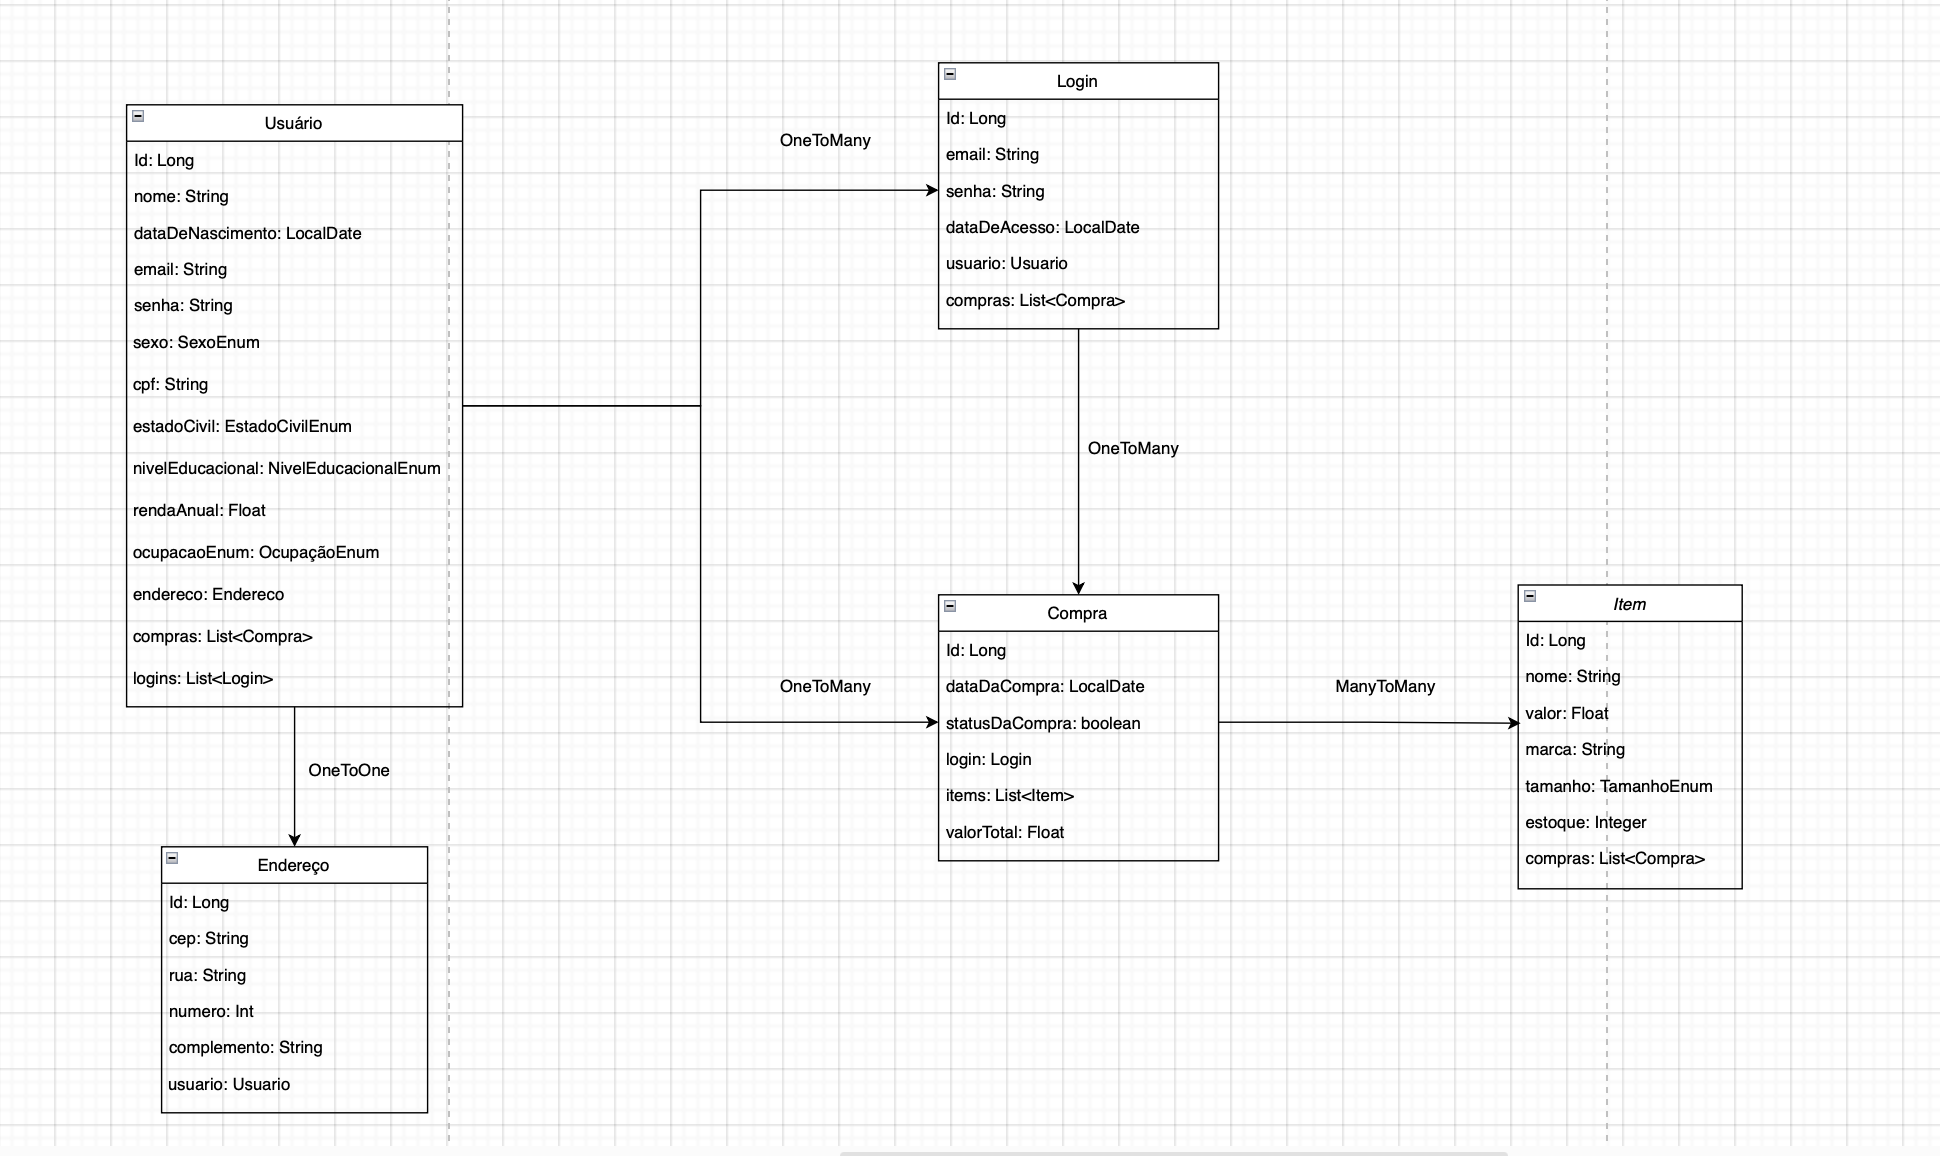 Usuário
Id: Long
nome: String
dataDeNascimento: LocalDate
email: String
senha: String
sexo: SexoEnum
cpf: String
estadoCivil: EstadoCivilEnum
nivelEducacional: NivelEducacionalEnum
rendaAnual: Float
ocupacaoEnum: OcupaçãoEnum
endereco: Endereco
compras: List<Compra>
logins: List<Login>
OneToOne
Endereço
Id: Long
cep: String
rua: String
numero: Int
complemento: String
usuario: Usuario
OneToMany
Login
Id: Long
email: String
senha: String
dataDeAcesso: LocalDate
usuario: Usuario
compras: List<Compra>
OneToMany
OneToMany
Compra
Id: Long
dataDaCompra: LocalDate
statusDaCompra: boolean
login: Login
items: List<Item>
valorTotal: Float
ManyToMany
Item
Id: Long
nome: String
valor: Float
marca: String
tamanho: TamanhoEnum
estoque: Integer
compras: List<Compra>